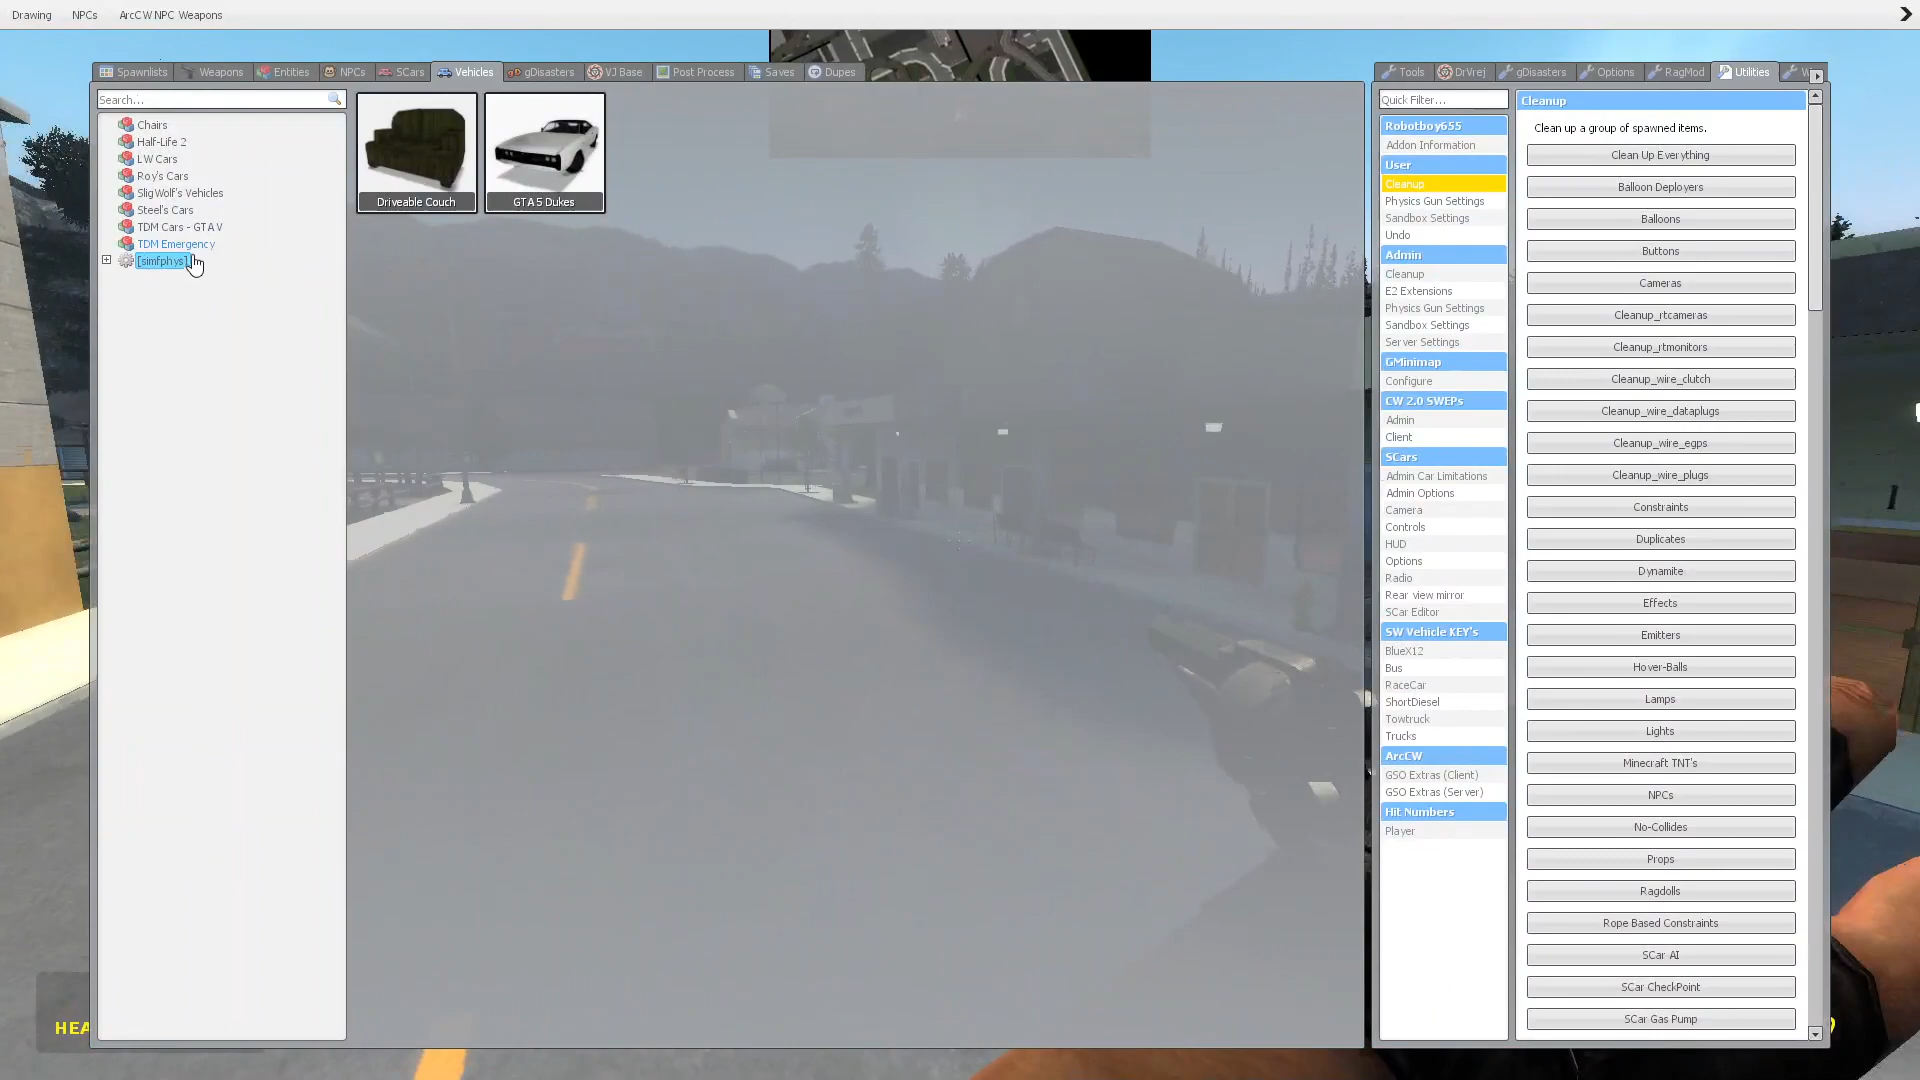 Drawing NPCs ArcCW NPC Weapons
Spawnlists Weapons Entities NPCs SCars Vehicles gDisasters VJ Base Post Process Saves Dupes
Tools DrVrej gDisasters Options RagMod Utilities
Search...
Chairs
Half-Life 2
LW Cars
Roy's Cars
SligWolf's Vehicles
Steel's Cars
TDM Cars - GTA V
TDM Emergency
[simfphys]
Driveable Couch
GTA 5 Dukes
Quick Filter...
Robotboy655
Addon Information
User
Cleanup
Physics Gun Settings
Sandbox Settings
Undo
Admin
Cleanup
E2 Extensions
Physics Gun Settings
Sandbox Settings
Server Settings
GMinimap
Configure
CW 2.0 SWEPs
Admin
Client
SCars
Admin Car Limitations
Admin Options
Camera
Controls
HUD
Options
Radio
Rear view mirror
SCar Editor
SW Vehicle KEY's
BlueX12
Bus
RaceCar
ShortDiesel
Towtruck
Trucks
ArcCW
GSO Extras (Client)
GSO Extras (Server)
Hit Numbers
Player
Cleanup
Clean up a group of spawned items.
Clean Up Everything
Balloon Deployers
Balloons
Buttons
Cameras
Cleanup_rtcameras
Cleanup_rtmonitors
Cleanup_wire_clutch
Cleanup_wire_dataplugs
Cleanup_wire_egps
Cleanup_wire_plugs
Constraints
Duplicates
Dynamite
Effects
Emitters
Hover-Balls
Lamps
Lights
Minecraft TNT's
NPCs
No-Collides
Props
Ragdolls
Rope Based Constraints
SCar AI
SCar CheckPoint
SCar Gas Pump
HEA